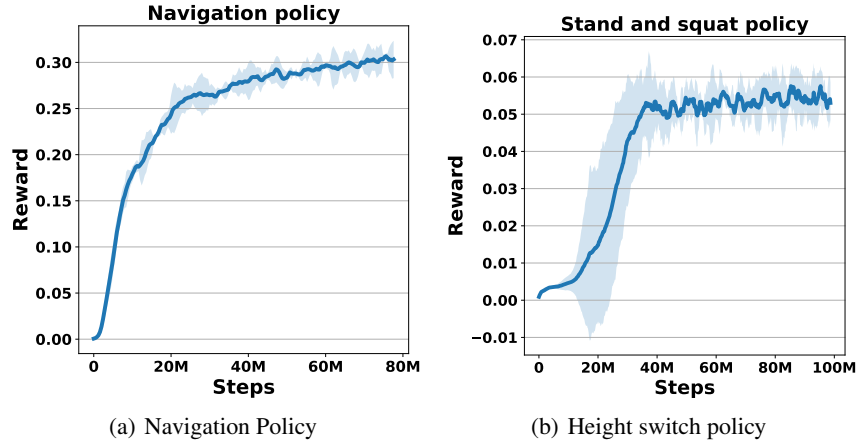 Navigation policy
0.30
0.25
0.20
0.15
0.10
0.05
0.00
Reward
0 20M 40M 60M 80M
Steps
(a) Navigation Policy
Stand and squat policy
0.07
0.06
0.05
0.04
0.03
0.02
0.01
0.00
−0.01
Reward
0 20M 40M 60M 80M 100M
Steps
(b) Height switch policy